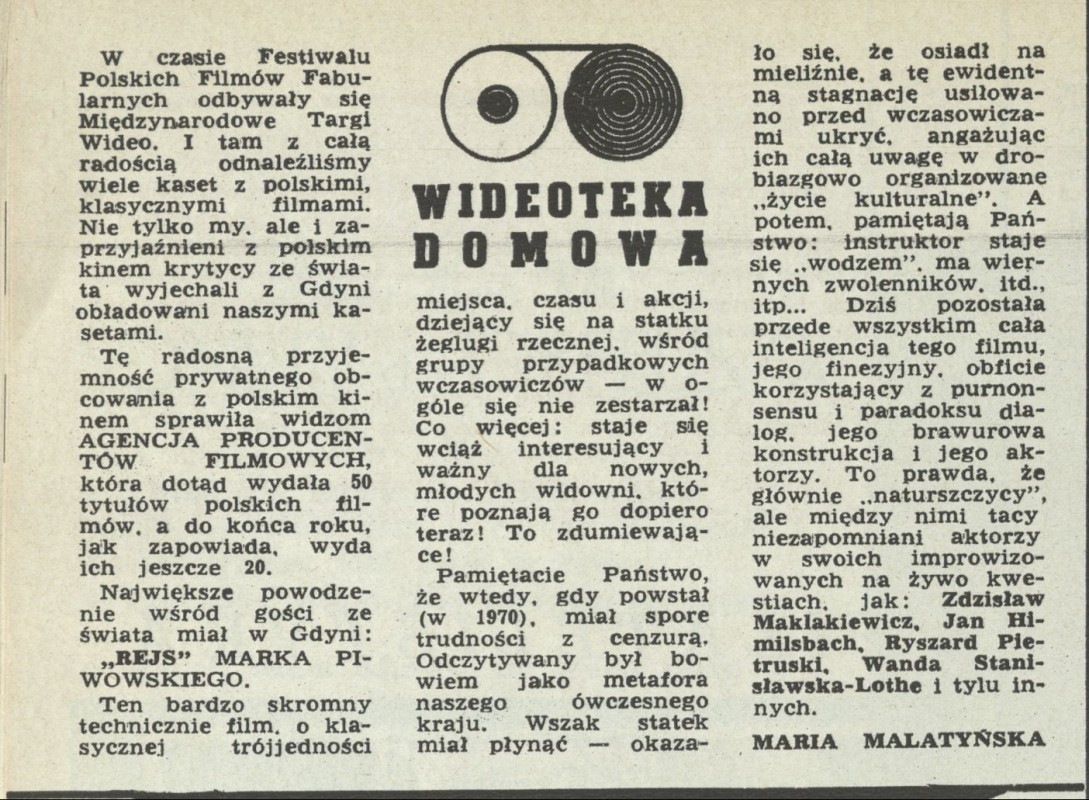 W czasie Festiwalu
Polskich Filmów Fabu-
larnych odbywały się
Międzynarodowe Targi
Wideo. I tam z całą
radością odnaleźliśmy
wiele kaset z polskimi,
klasycznymi filmami.
Nie tylko my, ale i za-
przyjaźnieni z polskim
kinem krytycy ze świa-
ta wyjechali z Gdyni
obładowani naszymi ka-
setami.
Tę radosną przyje-
mność prywatnego ob-
cowania z polskim ki-
nem sprawiła widzom
AGENCJA PRODUCEN-
TÓW FILMOWYCH,
która dotąd wydała 50
tytułów polskich fil-
mów, a do końca roku,
jak zapowiada, wyda
ich jeszcze 20.
Największe powodze-
nie wśród gości ze
świata miał w Gdyni:
„REJS” MARKA PI-
WOWSKIEGO.
Ten bardzo skromny
technicznie film, o kla-
sycznej trójjedności
WIDEOTEKA
DOMOWA
miejsca, czasu i akcji,
dziejący się na statku
żeglugi rzecznej, wśród
grupy przypadkowych
wczasowiczów — w o-
góle się nie zestarzał!
Co więcej: staje się
wciąż interesujący i
ważny dla nowych,
młodych widowni, któ-
re poznają go dopiero
teraz! To zdumiewają-
ce!
Pamiętacie Państwo,
że wtedy, gdy powstał
(w 1970), miał spore
trudności z cenzurą.
Odczytywany był bo-
wiem jako metafora
naszego ówczesnego
kraju. Wszak statek
miał płynąć — okaza-
ło się, że osiadł na
mieliźnie, a tę ewident-
ną stagnację usiłowa-
no przed wczasowicza-
mi ukryć, angażując
ich całą uwagę w dro-
biazgowo organizowane
„życie kulturalne”. A
potem, pamiętają Pań-
stwo: instruktor staje
się „wodzem”, ma wier-
nych zwolenników, itd.,
itp... Dziś pozostała
przede wszystkim cała
inteligencja tego filmu,
jego finezyjny, obficie
korzystający z purnon-
sensu i paradoksu dia-
log, jego brawurowa
konstrukcja i jego ak-
torzy. To prawda, że
głównie „naturszczycy”,
ale między nimi tacy
niezapomniani aktorzy
w swoich improwizo-
wanych na żywo kwe-
stiach, jak: Zdzisław
Maklakiewicz, Jan Hi-
milsbach, Ryszard Pie-
truski, Wanda Stani-
sławska-Lothe i tylu in-
nych.
MARIA MALATYŃSKA